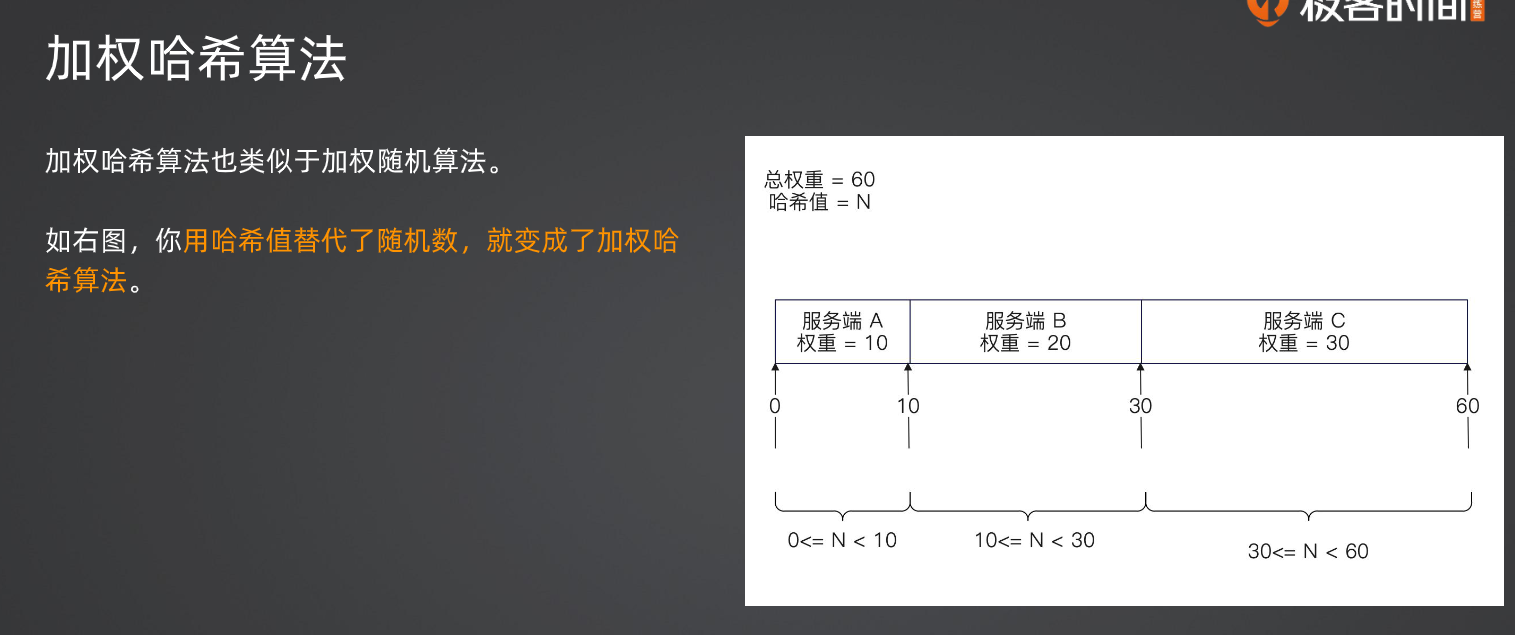 极客时间
加权哈希算法
加权哈希算法也类似于加权随机算法。
如右图，你用哈希值替代了随机数，就变成了加权哈
希算法。
总权重 = 60
哈希值 = N
服务端 A
权重 = 10
服务端 B
权重 = 20
服务端 C
权重 = 30
0
10
30
60
0<= N < 10
10<= N < 30
30<= N < 60